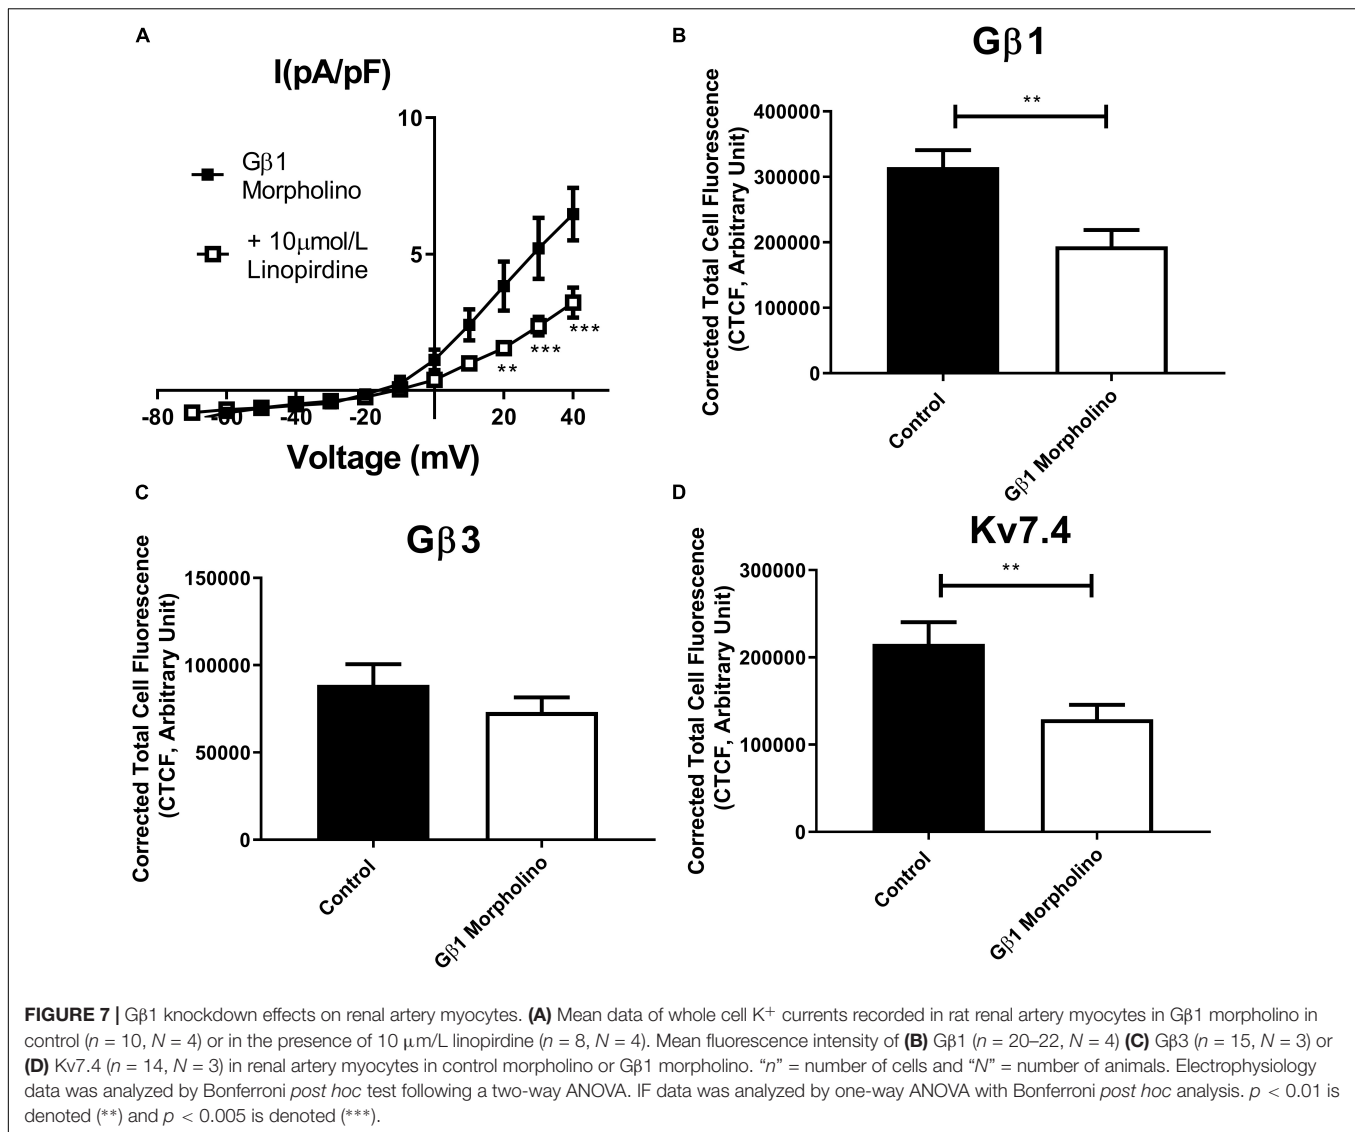 A
I(pA/pF)
10
5
Gβ1
Morpholino
+ 10μmol/L
Linopirdine
**
***
***
-80 -60 -40 -20 20 40
Voltage (mV)
B
Gβ1
**
Corrected Total Cell Fluorescence
(CTCF, Arbitrary Unit)
400000
300000
200000
100000
0
Control
Gβ1 Morpholino
C
Gβ3
Corrected Total Cell Fluorescence
(CTCF, Arbitrary Unit)
150000
100000
50000
0
Control
Gβ1 Morpholino
D
Kv7.4
**
Corrected Total Cell Fluorescence
(CTCF, Arbitrary Unit)
300000
200000
100000
0
Control
Gβ1 Morpholino
FIGURE 7 | Gβ1 knockdown effects on renal artery myocytes. (A) Mean data of whole cell K⁺ currents recorded in rat renal artery myocytes in Gβ1 morpholino in
control (n = 10, N = 4) or in the presence of 10 μm/L linopirdine (n = 8, N = 4). Mean fluorescence intensity of (B) Gβ1 (n = 20–22, N = 4) (C) Gβ3 (n = 15, N = 3) or
(D) Kv7.4 (n = 14, N = 3) in renal artery myocytes in control morpholino or Gβ1 morpholino. “n” = number of cells and “N” = number of animals. Electrophysiology
data was analyzed by Bonferroni post hoc test following a two-way ANOVA. IF data was analyzed by one-way ANOVA with Bonferroni post hoc analysis. p < 0.01 is
denoted (**) and p < 0.005 is denoted (***).